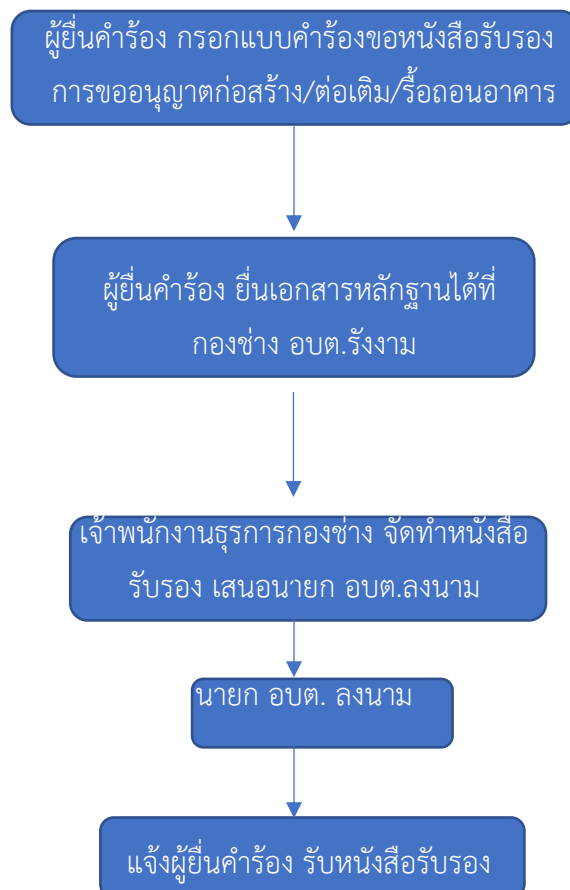 ผู้ยื่นคำร้อง กรอกแบบคำร้องขอหนังสือรับรอง
การขออนุญาตก่อสร้าง/ต่อเติม/รื้อถอนอาคาร
ผู้ยื่นคำร้อง ยื่นเอกสารหลักฐานได้ที่
กองช่าง อบต.รังงาม
เจ้าพนักงานธุรการกองช่าง จัดทำหนังสือ
รับรอง เสนอนายก อบต.ลงนาม
นายก อบต. ลงนาม
แจ้งผู้ยื่นคำร้อง รับหนังสือรับรอง